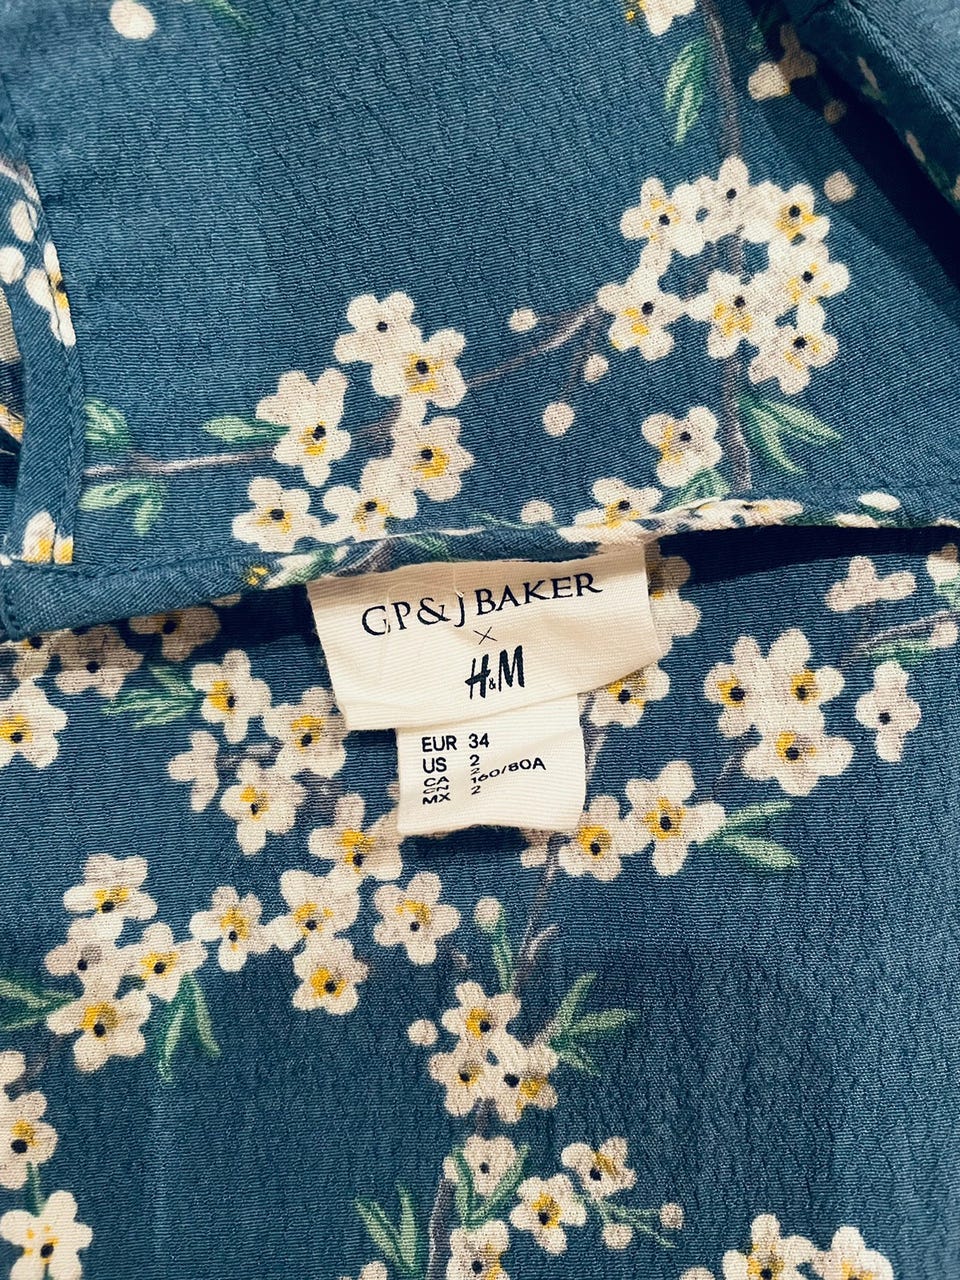 GP & J BAKER
×
H&M
EUR 34
US 2
CA 2
CN 160/80A
MX 2